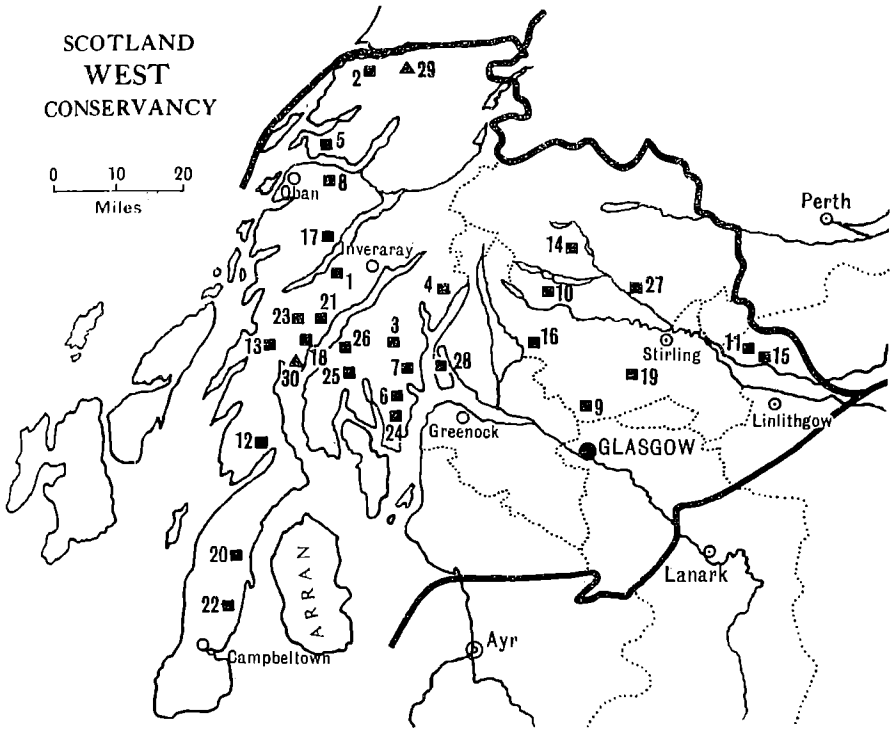 SCOTLAND
WEST
CONSERVANCY
0 10 20
Miles
2
29
5
Oban
8
Perth
17
Inveraray
14
1
4
10
27
23
21
3
16
Stirling
11
15
13
18
26
7
28
30
25
19
6
9
Linlithgow
24
Greenock
12
GLASGOW
20
ARRAN
Lanark
22
Campbeltown
Ayr